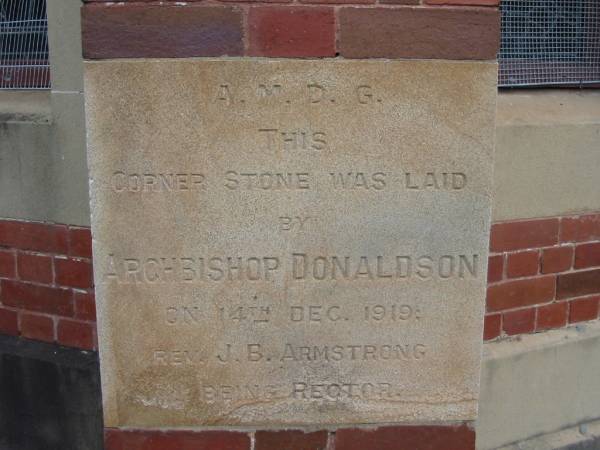 A. M. D. G.
THIS
CORNER STONE WAS LAID
BY
ARCHBISHOP DONALDSON
ON 14TH DEC. 1919:
REV. J. B. ARMSTRONG
BEING RECTOR.